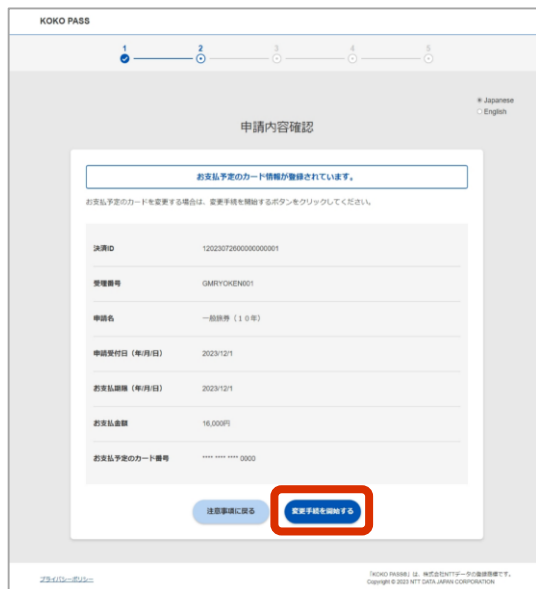 KOKO PASS
1 2 3 4 5
Japanese
English
申請内容確認
お支払予定のカード情報が登録されています。
お支払予定のカードを変更する場合は、変更手続を開始するボタンをクリックしてください。
決済ID 1202307260000000001
受理番号 GMRYOKEN001
申請名 一般旅券（１０年）
申請受付日（年/月/日） 2023/12/1
お支払期限（年/月/日） 2023/12/1
お支払金額 16,000円
お支払予定のカード番号 **** **** **** 0000
注意事項に戻る 変更手続を開始する
プライバシーポリシー
「KOKO PASS®」は、株式会社NTTデータの登録商標です。
Copyright © 2023 NTT DATA JAPAN CORPORATION